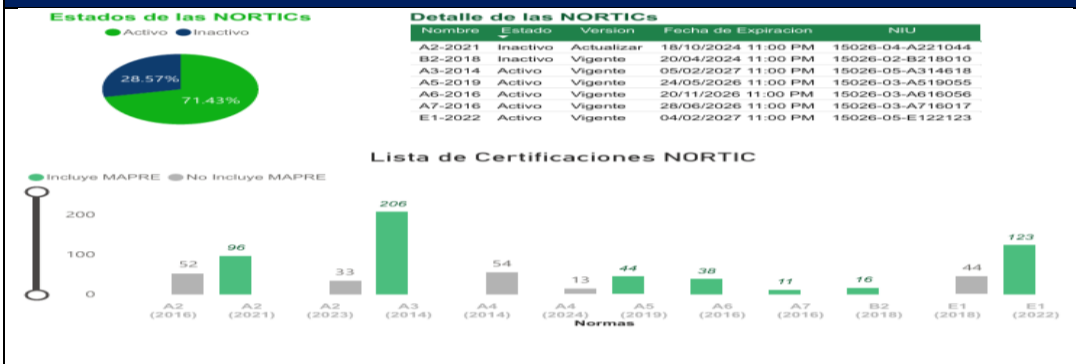 Estados de las NORTICs
Activo Inactivo
28.57%
71.43%
Detalle de las NORTICs
Nombre Estado Version Fecha de Expiracion NIU
A2-2021 Inactivo Actualizar 18/10/2024 11:00 PM 15026-04-A221044
B2-2018 Inactivo Vigente 20/04/2024 11:00 PM 15026-02-B218010
A3-2014 Activo Vigente 05/02/2027 11:00 PM 15026-05-A314618
A5-2019 Activo Vigente 24/05/2026 11:00 PM 15026-03-A519055
A6-2016 Activo Vigente 20/11/2026 11:00 PM 15026-03-A616056
A7-2016 Activo Vigente 28/06/2026 11:00 PM 15026-03-A716017
E1-2022 Activo Vigente 04/02/2027 11:00 PM 15026-05-E122123
Lista de Certificaciones NORTIC
Incluye MAPRE No Incluye MAPRE
200
100
0
52 96 33 206 54 13 44 38 11 16 44 123
A2 A2 A2 A3 A4 A4 A5 A6 A7 B2 E1 E1
(2016) (2021) (2023) (2014) (2014) (2024) (2019) (2016) (2016) (2018) (2018) (2022)
Normas